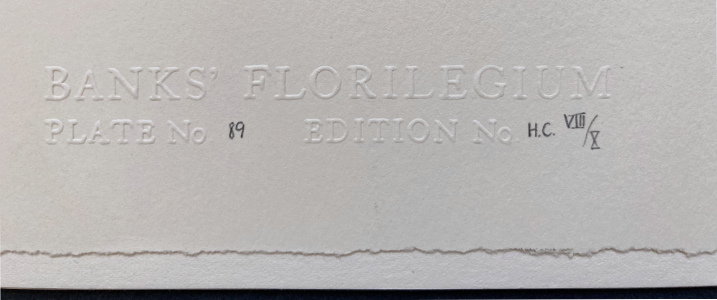 BANKS' FLORILEGIUM
PLATE No 89 EDITION No H.C. VIII/X